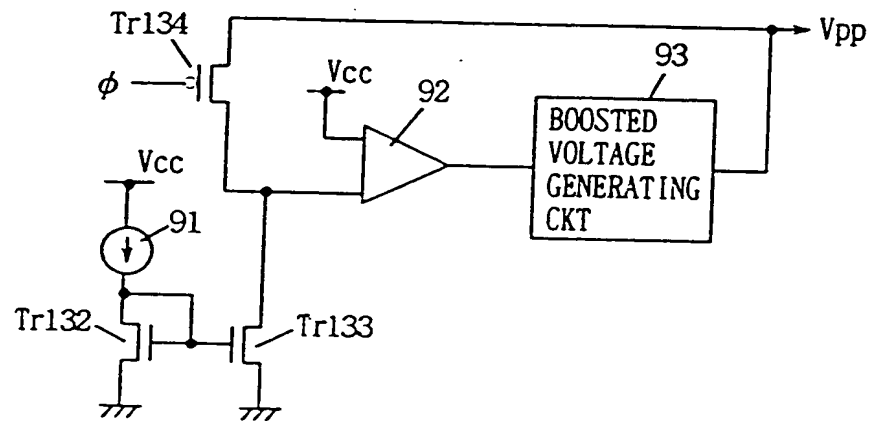 Tr134
Vpp
φ
Vcc
92
93
BOOSTED
VOLTAGE
GENERATING
CKT
Vcc
91
Tr132
Tr133